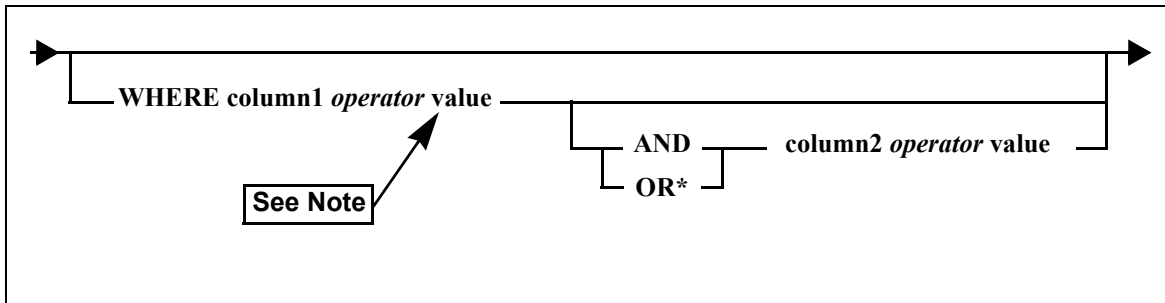 WHERE column1 operator value
AND column2 operator value
OR*
See Note